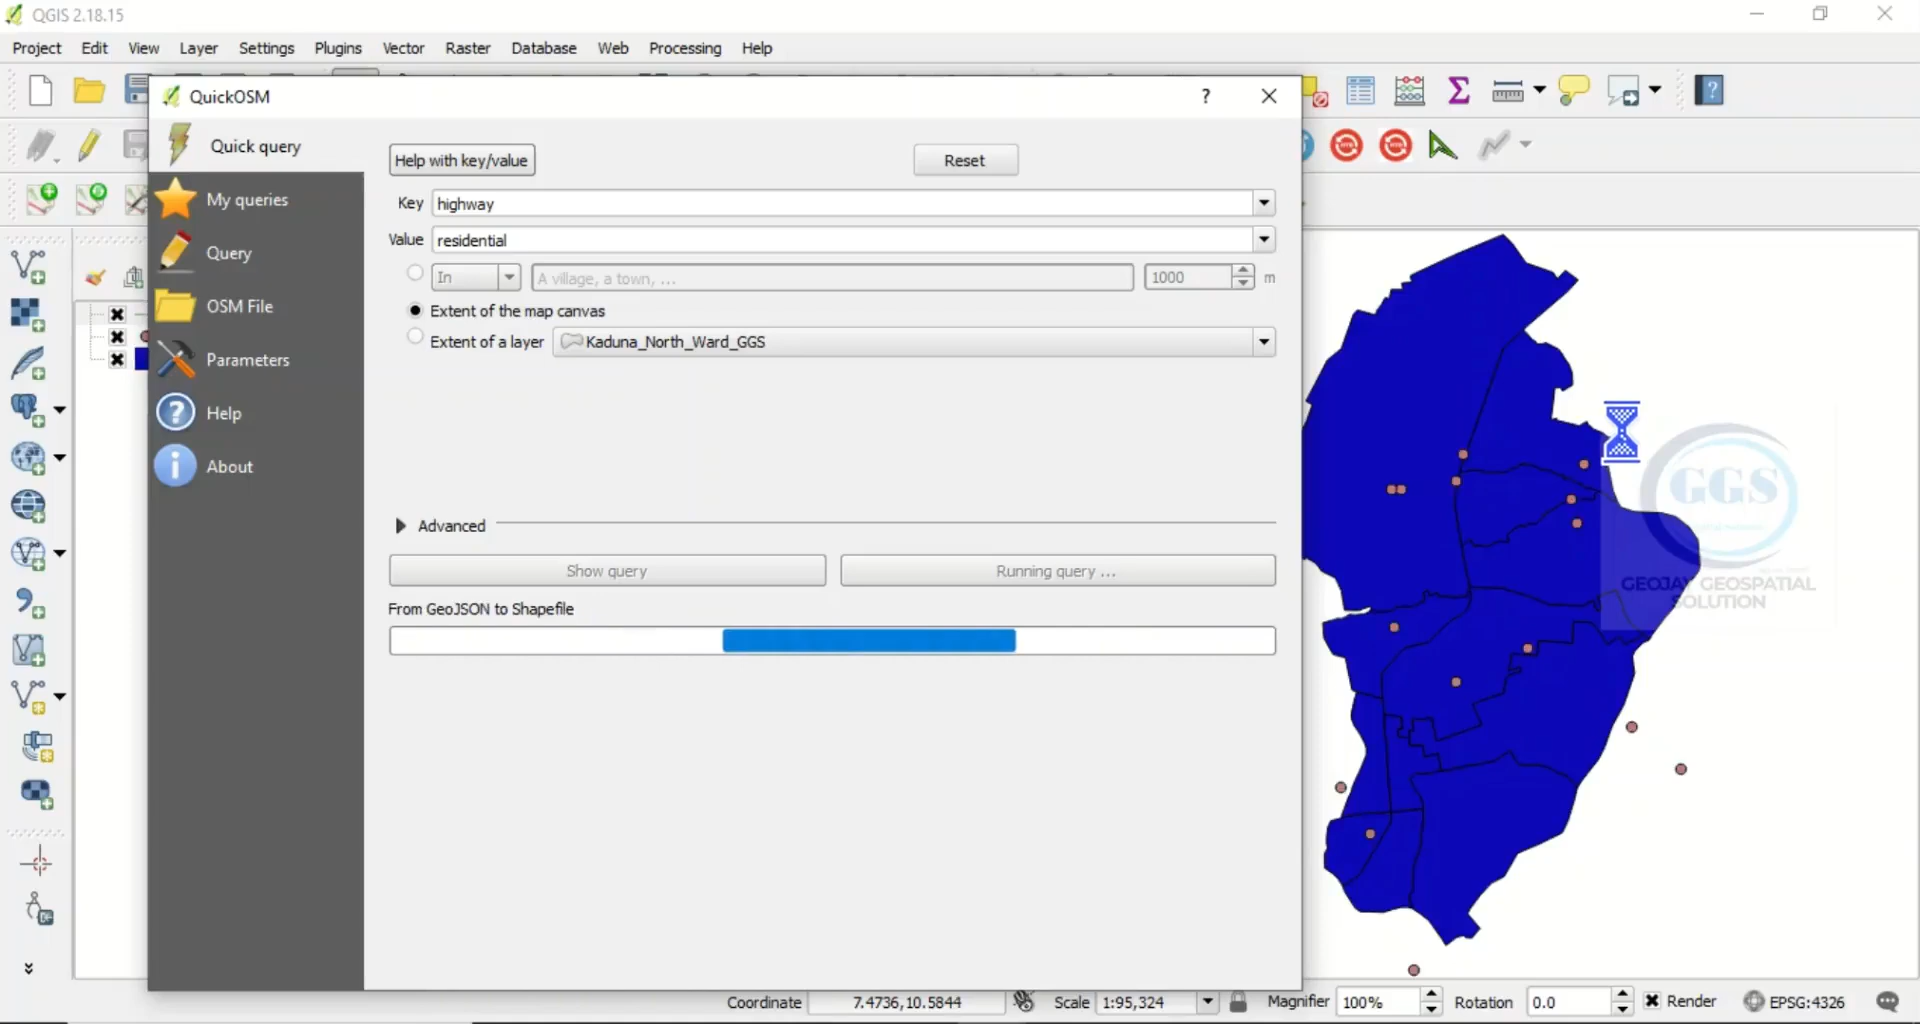 QGIS 2.18.15
Project Edit View Layer Settings Plugins Vector Raster Database Web Processing Help
QuickOSM ?
Quick query
My queries
Query
OSM File
Parameters
Help
About
Help with key/value Reset
Key highway
Value residential
In A village, a town, ... 1000 m
Extent of the map canvas
Extent of a layer Kaduna_North_Ward_GGS
Advanced
Show query Running query ...
From GeoJSON to Shapefile
GGS
GEOJAY GEOSPATIAL
SOLUTION
Coordinate 7.4736,10.5844 Scale 1:95,324 Magnifier 100% Rotation 0.0 Render EPSG:4326